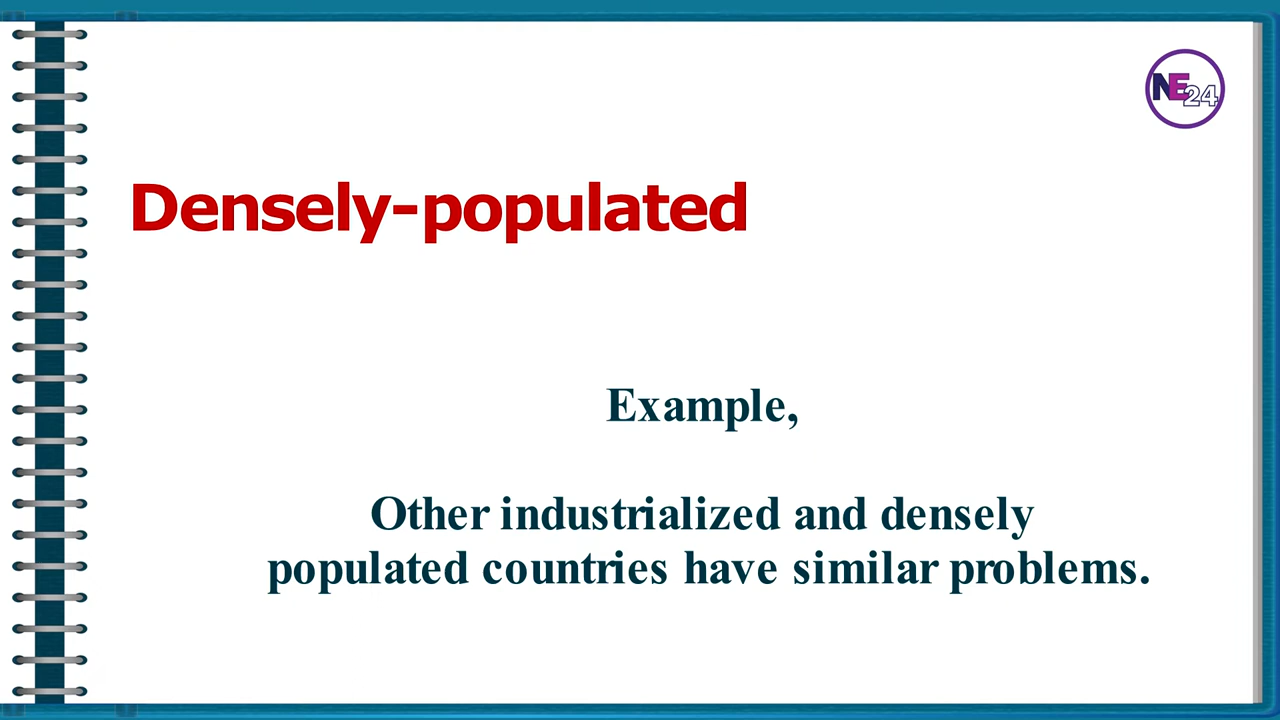 NE24
Densely-populated
Example,
Other industrialized and densely
populated countries have similar problems.